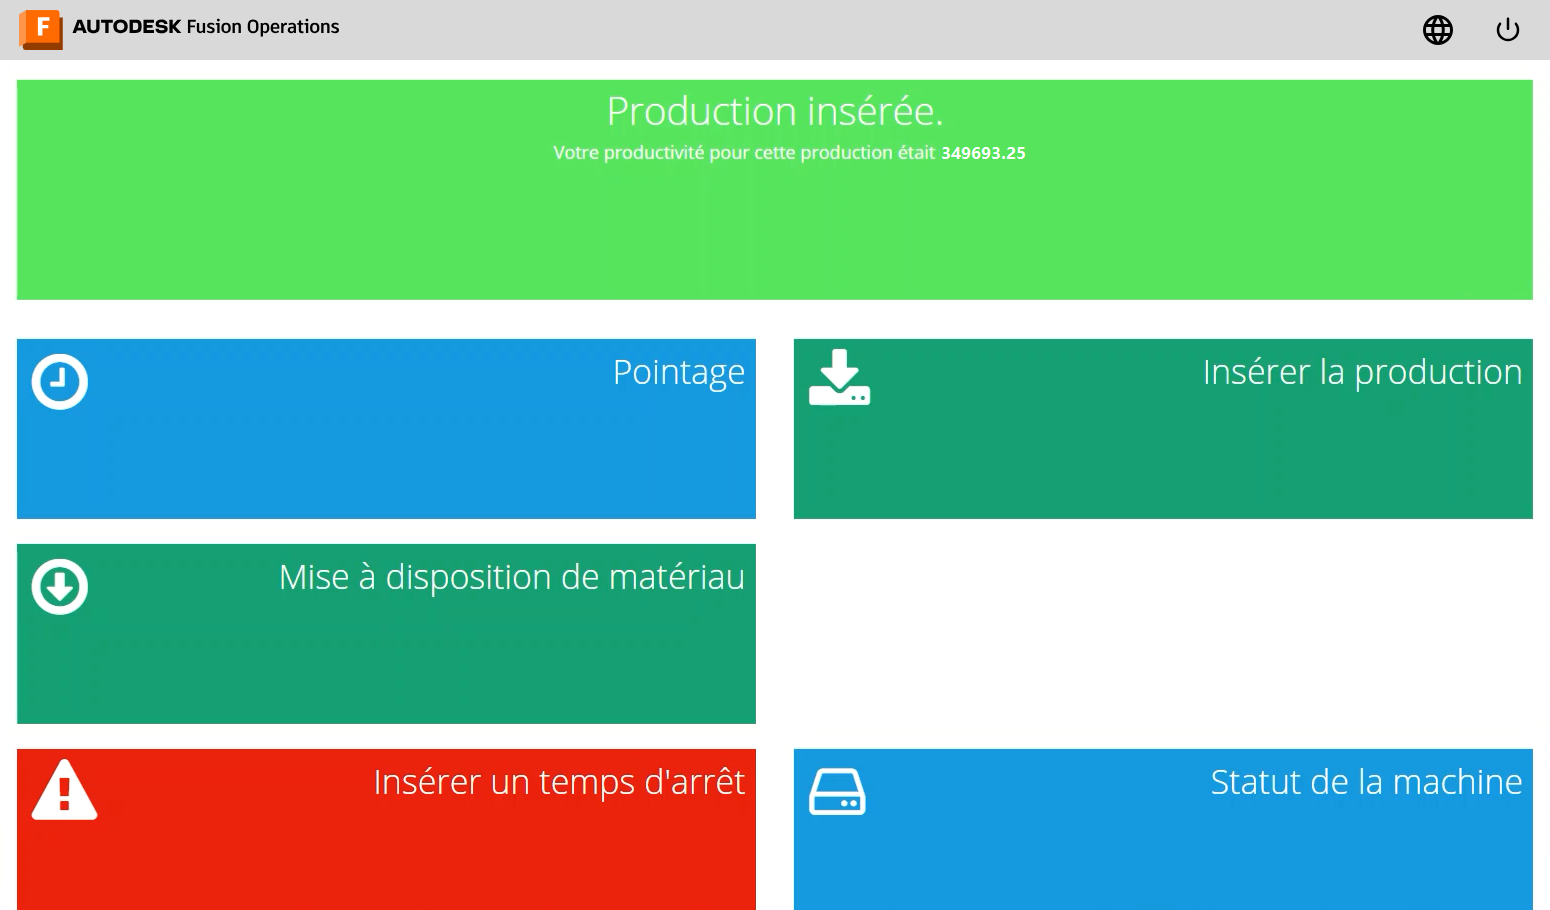 F AUTODESK Fusion Operations
Production insérée.
Votre productivité pour cette production était 349693.25
Pointage
Insérer la production
Mise à disposition de matériau
Insérer un temps d'arrêt
Statut de la machine